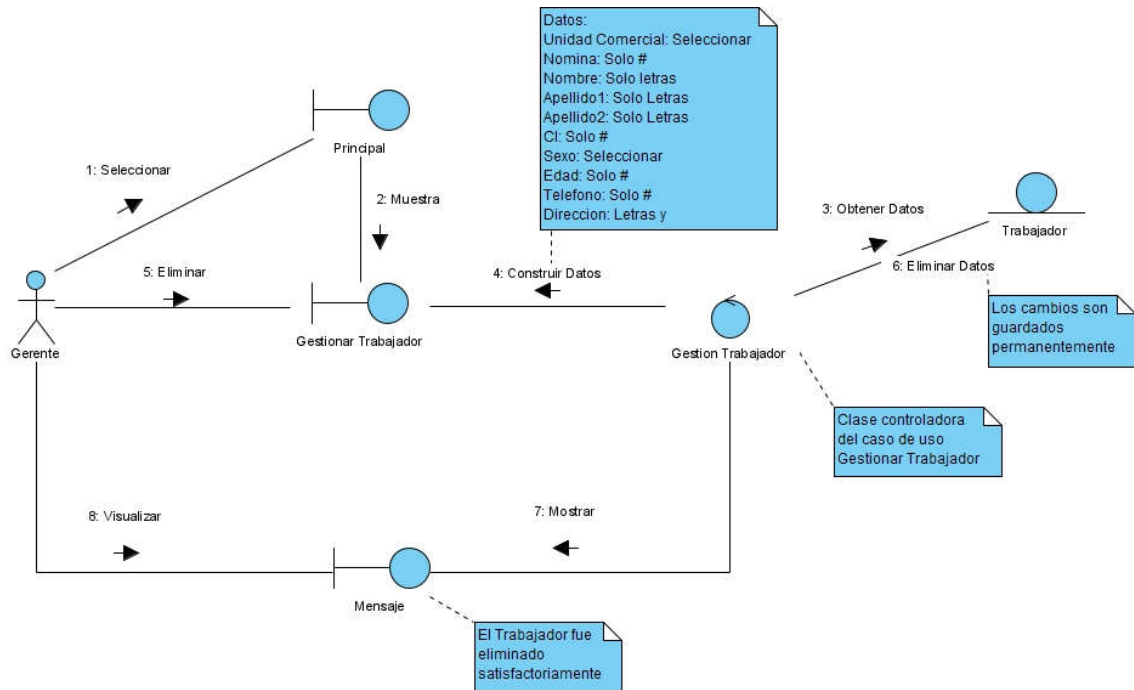 Datos:
Unidad Comercial: Seleccionar
Nomina: Solo #
Nombre: Solo letras
Apellido1: Solo Letras
Apellido2: Solo Letras
CI: Solo #
Sexo: Seleccionar
Edad: Solo #
Telefono: Solo #
Direccion: Letras y
Principal
1: Seleccionar
2: Muestra
3: Obtener Datos
Trabajador
5: Eliminar
4: Construir Datos
6: Eliminar Datos
Gerente
Gestionar Trabajador
Gestion Trabajador
Los cambios son
guardados
permanentemente
Clase controladora
del caso de uso
Gestionar Trabajador
8: Visualizar
7: Mostrar
Mensaje
El Trabajador fue
eliminado
satisfactoriamente